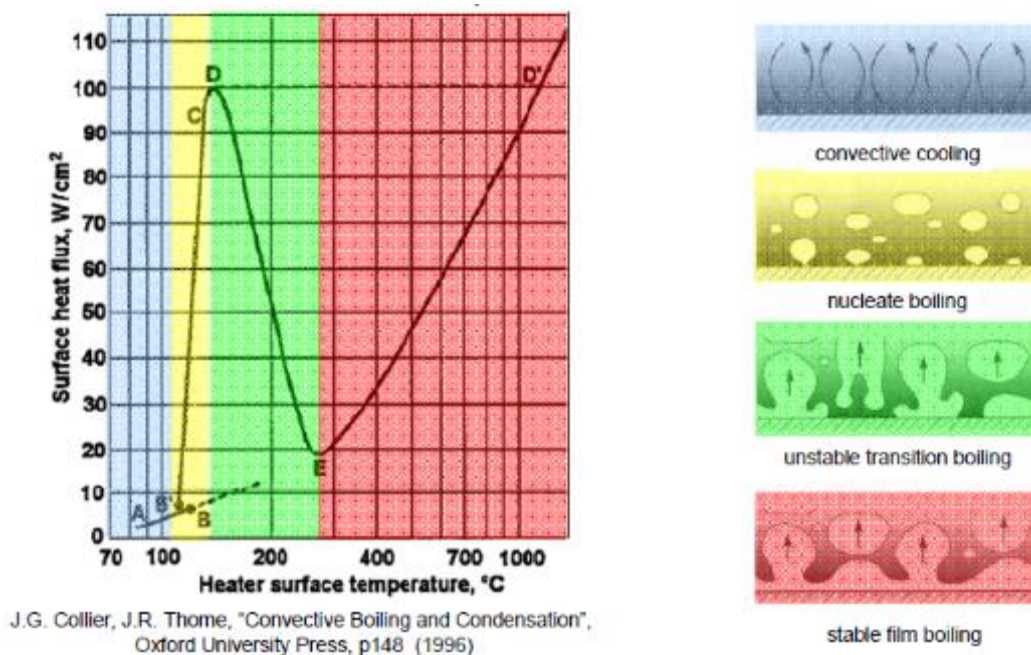 110
100
90
80
70
60
50
40
30
20
10
0
Surface heat flux, W/cm²
A
B'
B
C
D
D'
E
70 100 200 400 700 1000
Heater surface temperature, °C
J.G. Collier, J.R. Thome, "Convective Boiling and Condensation",
Oxford University Press, p148 (1996)
convective cooling
nucleate boiling
unstable transition boiling
stable film boiling